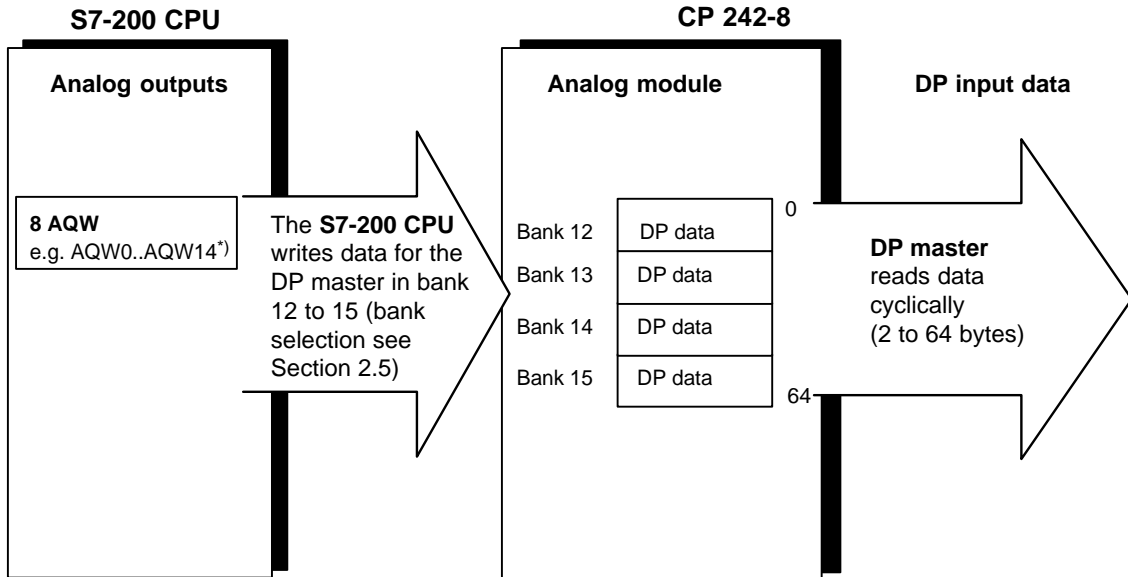 S7-200 CPU
CP 242-8
Analog outputs
Analog module
DP input data
8 AQW
e.g. AQW0..AQW14*)
The S7-200 CPU
writes data for the
DP master in bank
12 to 15 (bank
selection see
Section 2.5)
0
Bank 12 DP data
Bank 13 DP data
Bank 14 DP data
Bank 15 DP data
64
DP master
reads data
cyclically
(2 to 64 bytes)